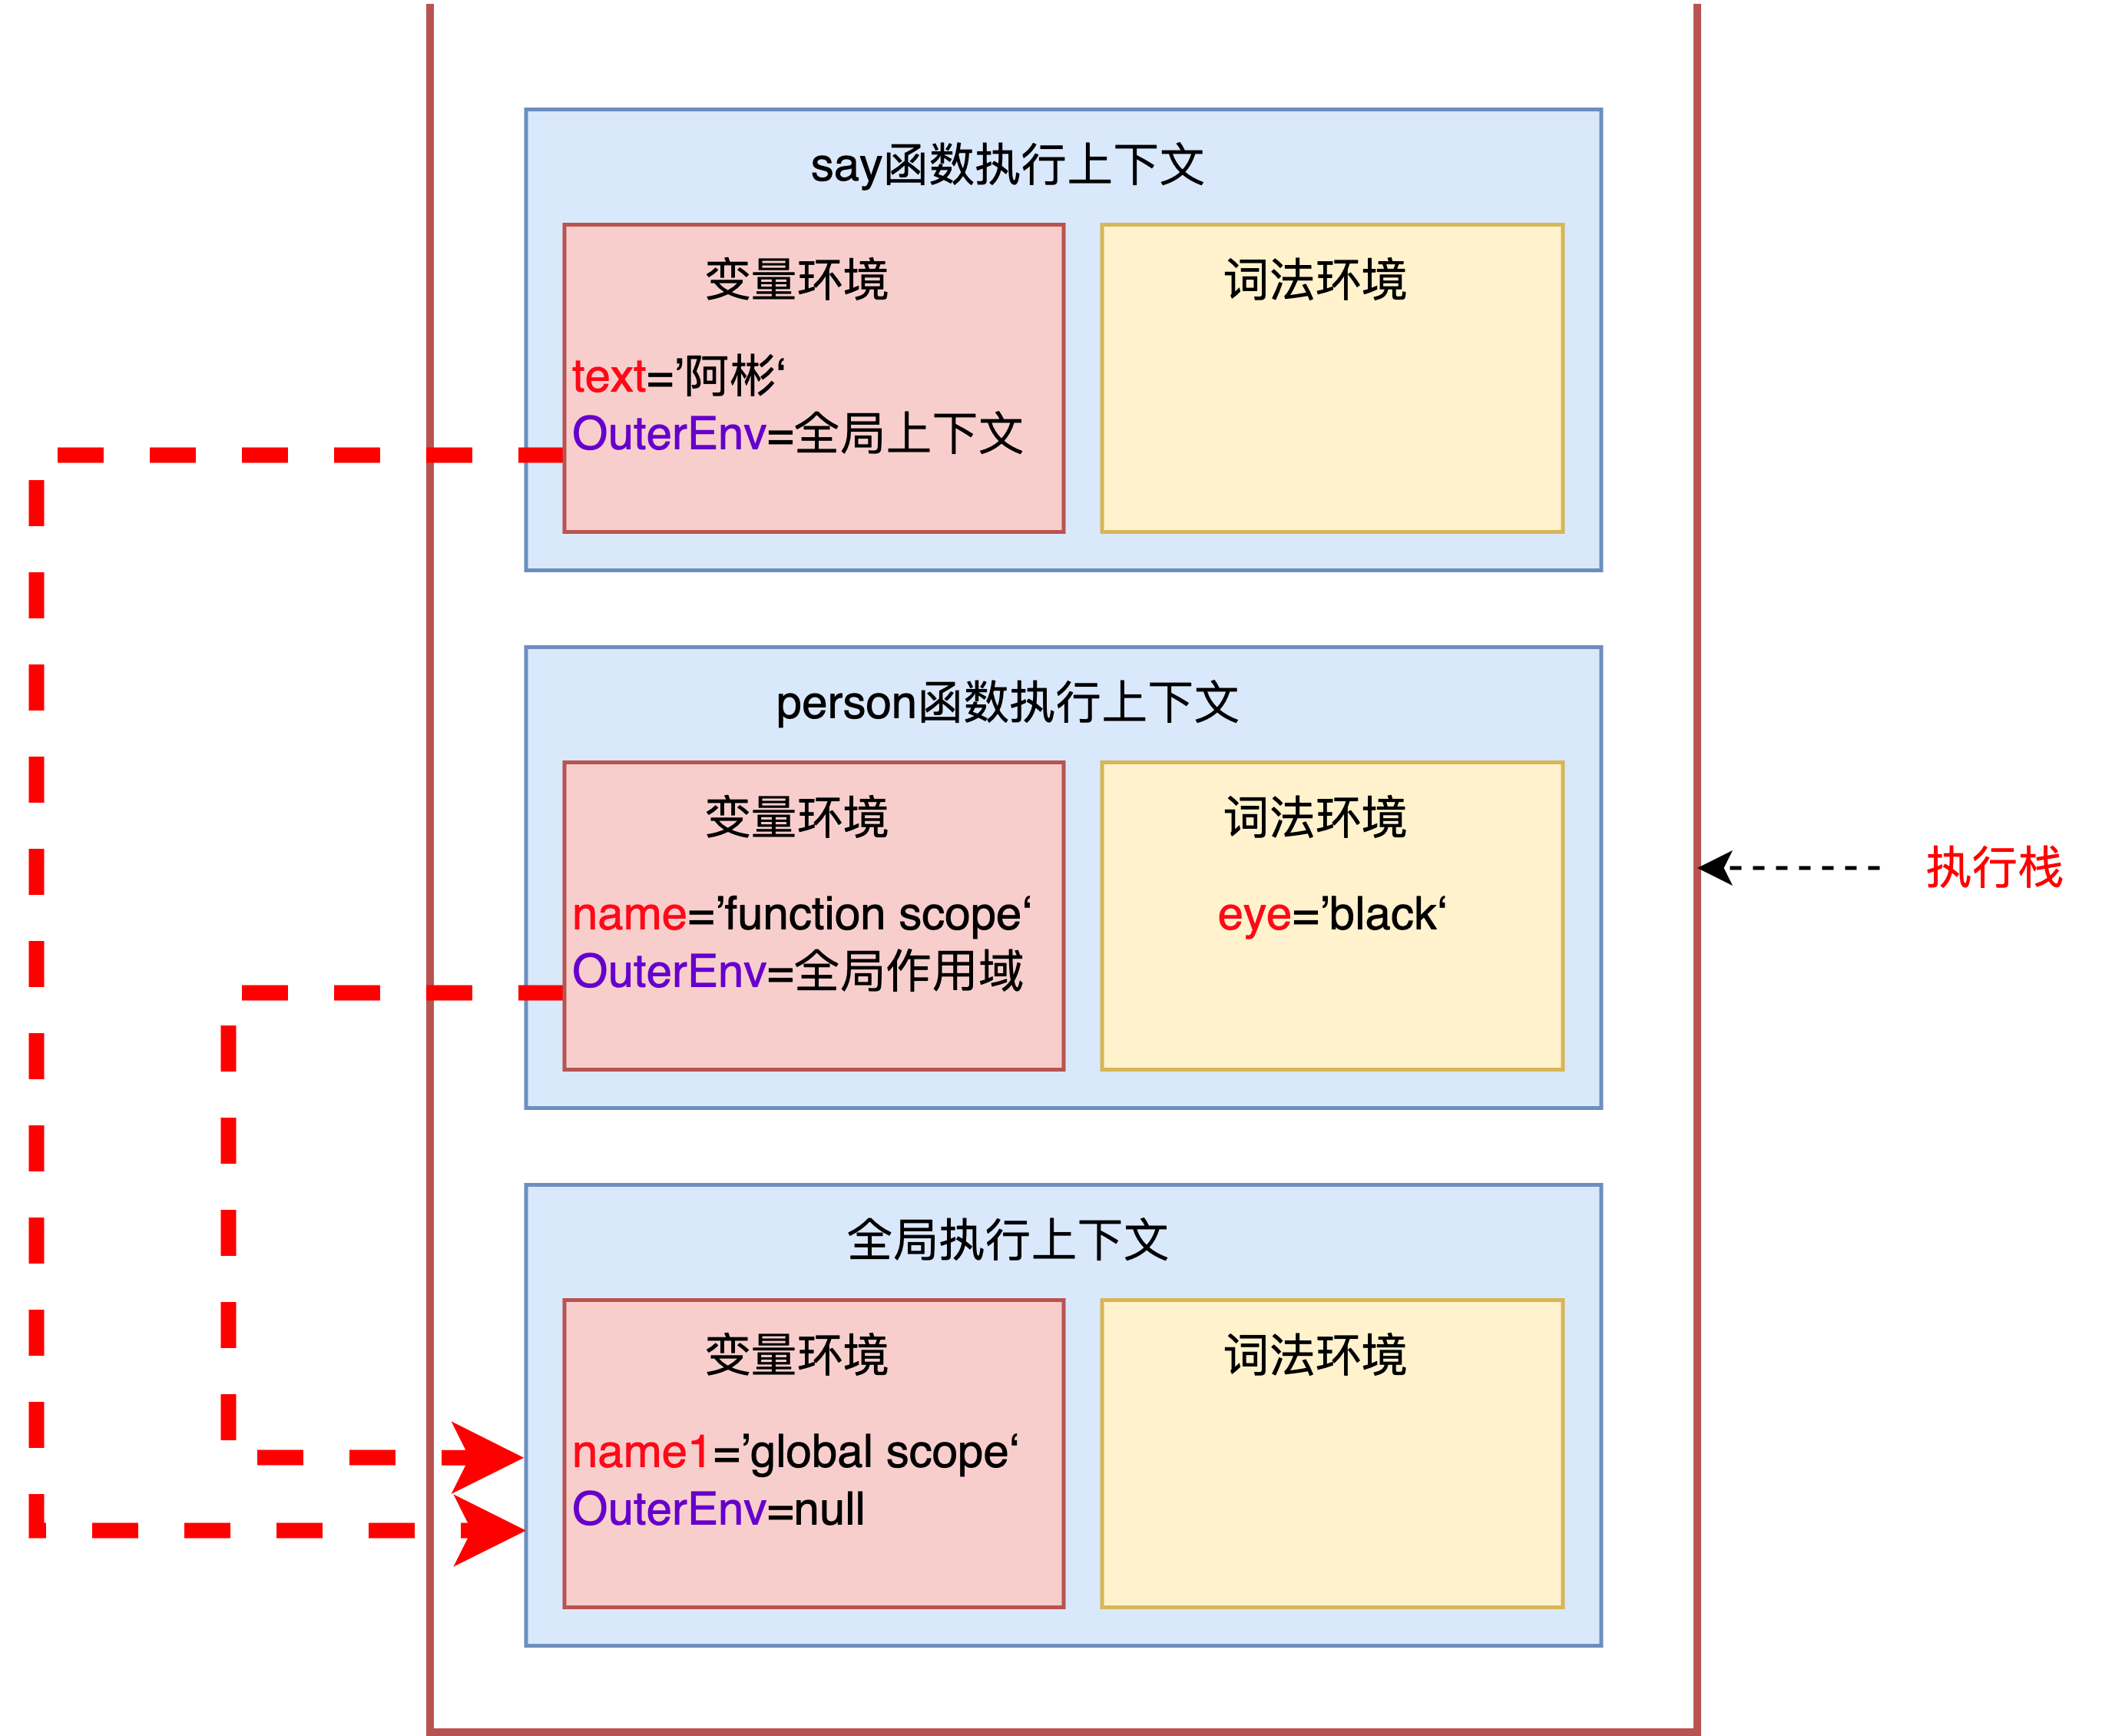 say函数执行上下文
变量环境
词法环境
text=’阿彬‘
OuterEnv=全局上下文
person函数执行上下文
变量环境
词法环境
name=’function scope‘
OuterEnv=全局作用域
eye=’black‘
执行栈
全局执行上下文
变量环境
词法环境
name1=’global scope‘
OuterEnv=null